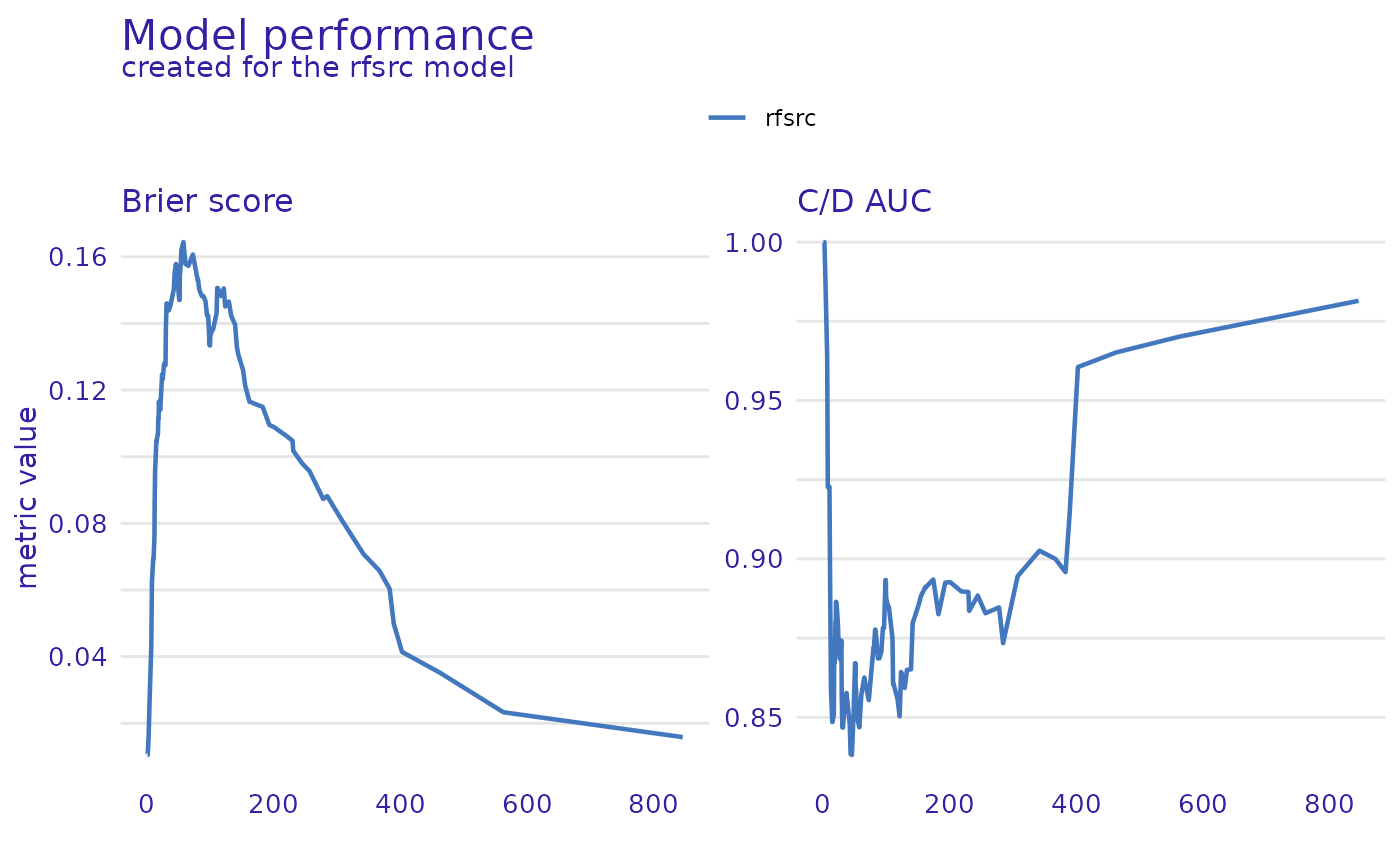 Model performance
created for the rfsrc model
rfsrc
Brier score
C/D AUC
metric value
0.16
0.12
0.08
0.04
0 200 400 600 800
1.00
0.95
0.90
0.85
0 200 400 600 800